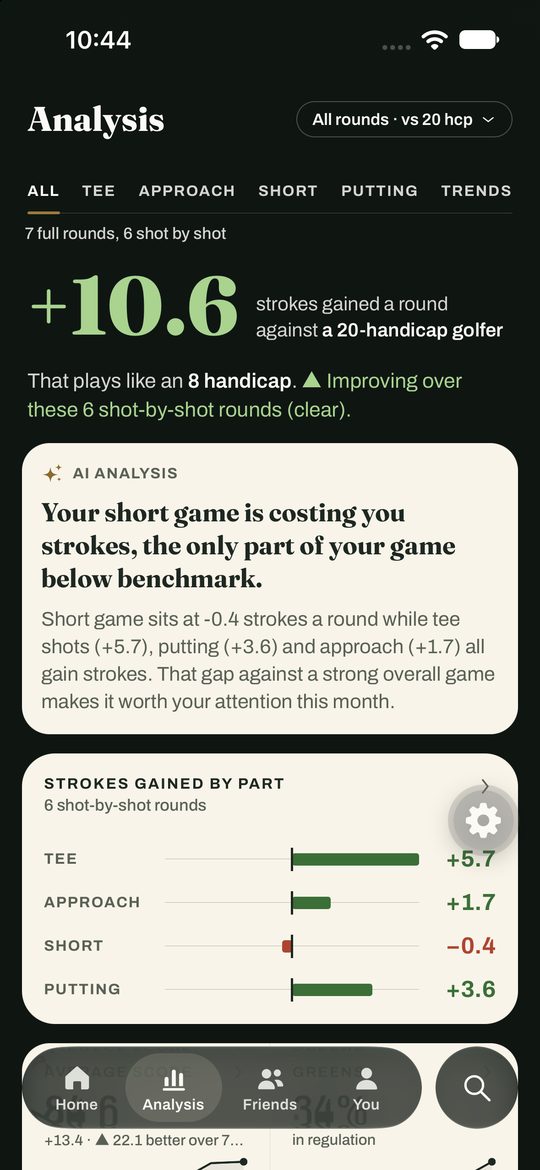 10:44
Analysis
All rounds · vs 20 hcp
ALL TEE APPROACH SHORT PUTTING TRENDS
7 full rounds, 6 shot by shot
+10.6
strokes gained a round
against a 20-handicap golfer
That plays like an 8 handicap. ▲ Improving over
these 6 shot-by-shot rounds (clear).
AI ANALYSIS
Your short game is costing you
strokes, the only part of your game
below benchmark.
Short game sits at -0.4 strokes a round while tee
shots (+5.7), putting (+3.6) and approach (+1.7) all
gain strokes. That gap against a strong overall game
makes it worth your attention this month.
STROKES GAINED BY PART
6 shot-by-shot rounds
TEE +5.7
APPROACH +1.7
SHORT −0.4
PUTTING +3.6
AVERAGE SCORE
GREENS
34%
Home Analysis Friends You
+13.4 · ▲ 22.1 better over 7...
in regulation